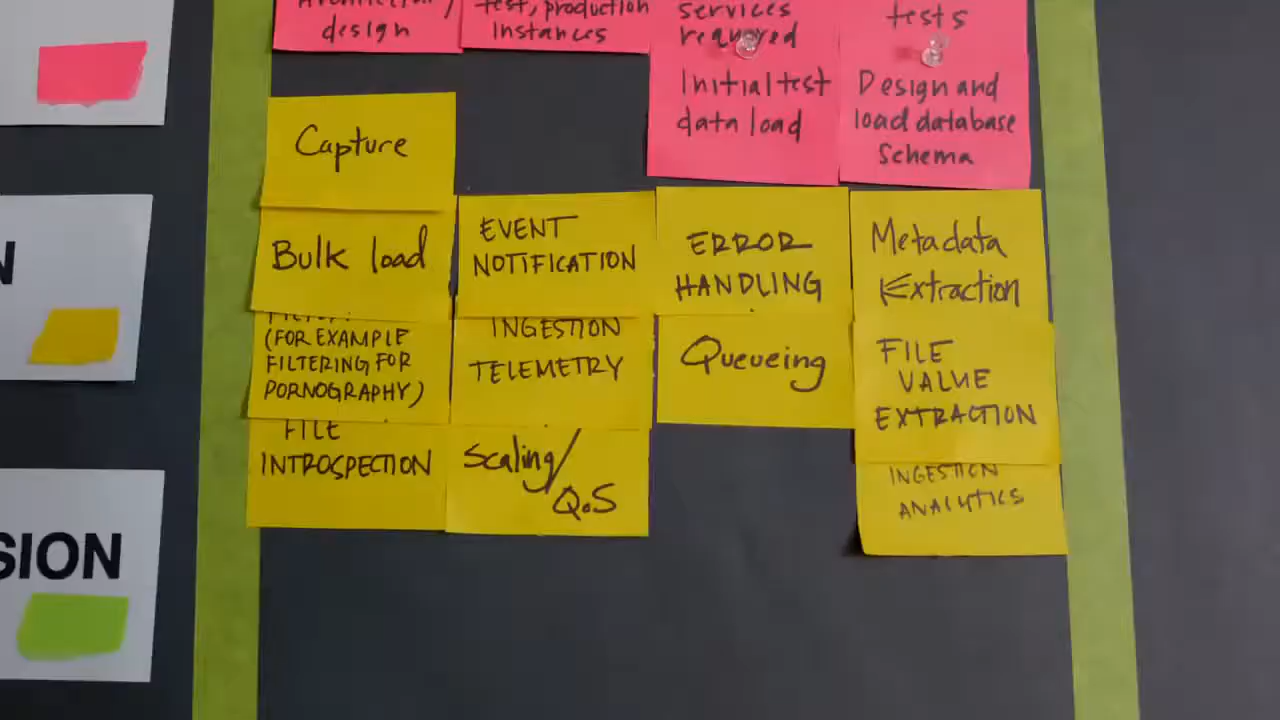 design
test, production
instances
services
required
Initial test
data load
tests
Design and
load database
Schema
Capture
Bulk load
(FOR EXAMPLE
FILTERING FOR
PORNOGRAPHY)
FILE
INTROSPECTION
EVENT
NOTIFICATION
INGESTION
TELEMETRY
Scaling/
QoS
ERROR
HANDLING
Queueing
Metadata
Extraction
FILE
VALUE
EXTRACTION
INGESTION
ANALYTICS
N
SION